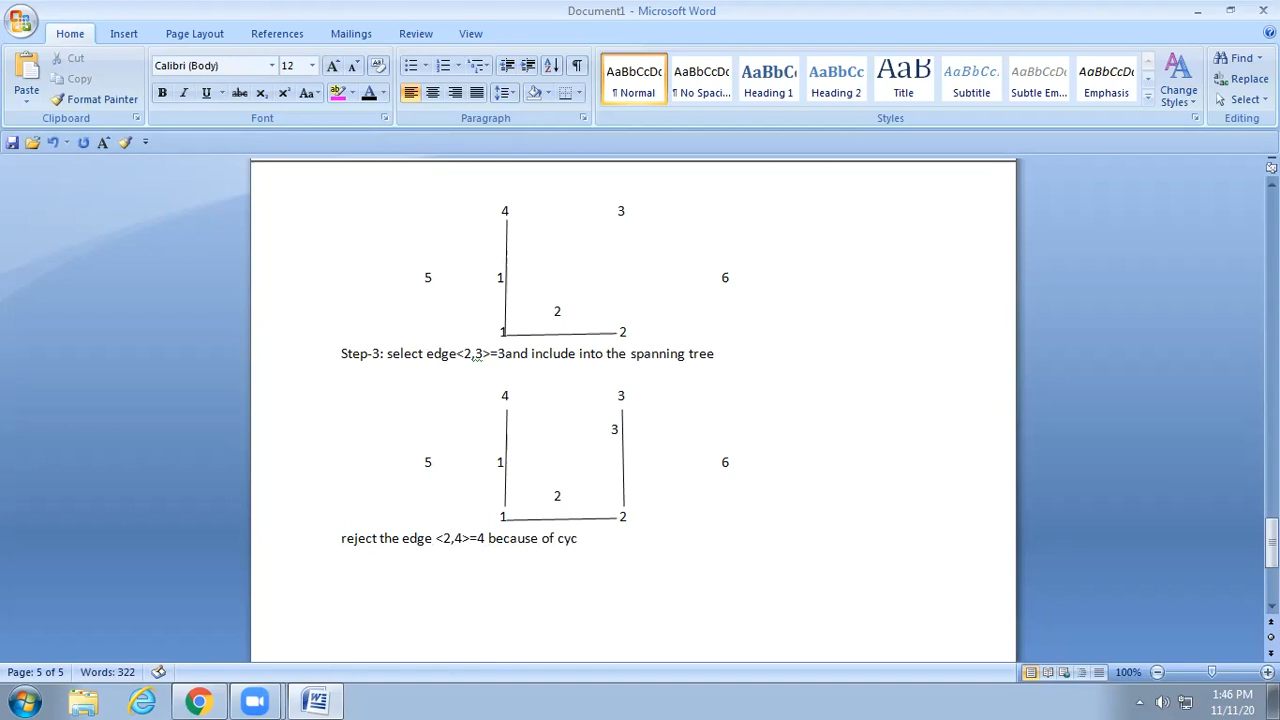 Document1 - Microsoft Word
Home Insert Page Layout References Mailings Review View
Paste Cut Copy Format Painter
Calibri (Body) 12
AaBbCcDc AaBbCcDc AaBbCc AaBbCc AaB AaBbCc. AaBbCcDc AaBbCcDc
¶ Normal ¶ No Spaci... Heading 1 Heading 2 Title Subtitle Subtle Em... Emphasis
Change Styles
Find Replace Select
Clipboard Font Paragraph Styles Editing
4 3
5 1 6
2
1 2
Step-3: select edge<2,3>=3and include into the spanning tree
4 3
3
5 1 6
2
1 2
reject the edge <2,4>=4 because of cyc
Page: 5 of 5 Words: 322 100%
1:46 PM
11/11/20